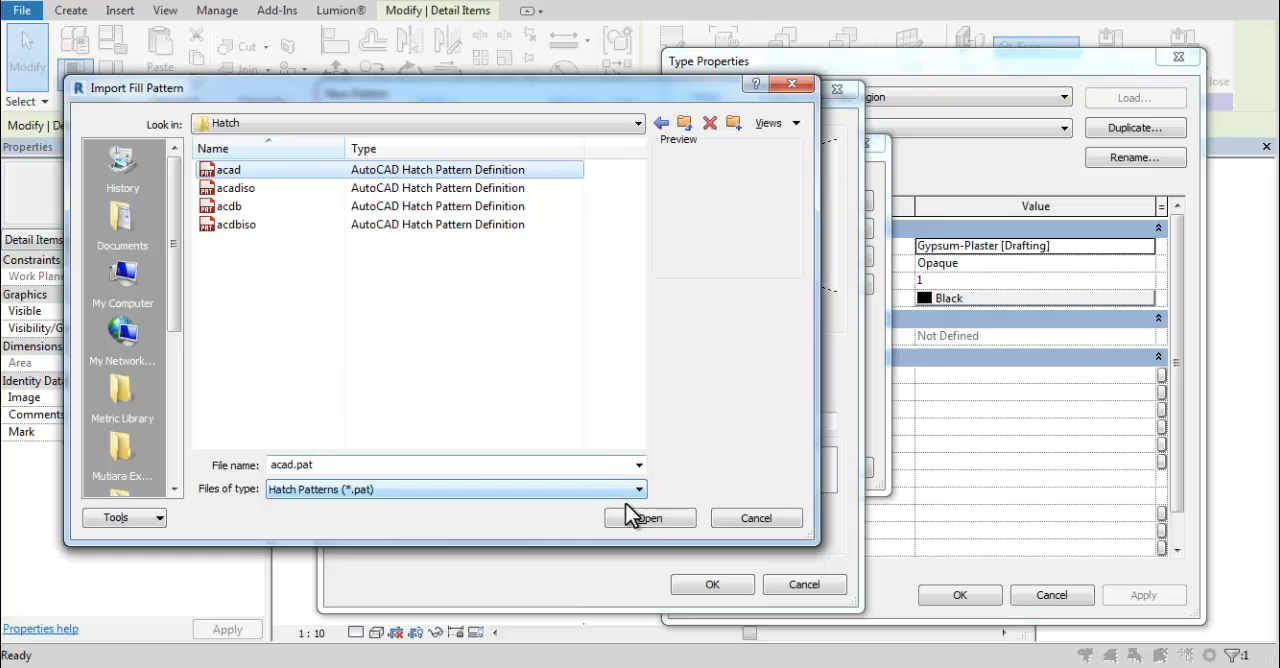 File Create Insert View Manage Add-Ins Lumion® Modify | Detail Items
Modify
Select
Paste
Cut
Join
Modify | De
Properties
Type Properties
Load...
Duplicate...
Rename...
Value
Gypsum-Plaster [Drafting]
Opaque
1
Black
Not Defined
OK Cancel Apply
Import Fill Pattern
Look in: Hatch
Views
Name Type
acad AutoCAD Hatch Pattern Definition
acadiso AutoCAD Hatch Pattern Definition
acdb AutoCAD Hatch Pattern Definition
acdbiso AutoCAD Hatch Pattern Definition
Preview
History
Documents
My Computer
My Network...
Metric Library
Mutiara Ex...
File name: acad.pat
Files of type: Hatch Patterns (*.pat)
Tools
Open Cancel
OK Cancel
Detail Items
Constraints
Work Plane
Graphics
Visible
Visibility/G
Dimensions
Area
Identity Data
Image
Comments
Mark
Properties help
Apply
1 : 10
Ready
:1